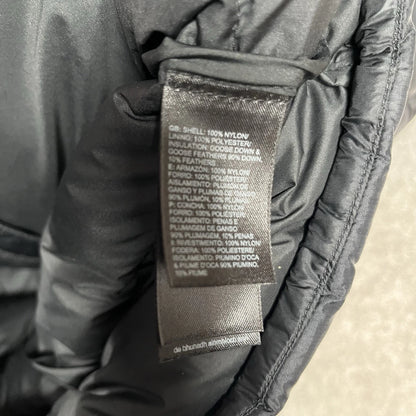 GB: SHELL: 100% NYLON/
LINING: 100% POLYESTER/
INSULATION: GOOSE DOWN &
GOOSE FEATHERS 90% DOWN,
10% FEATHERS
E: ARMAZÓN: 100% NYLON/
FORRO: 100% POLIÉSTER/
AISLAMIENTO: PLUMÓN DE
GANSO Y PLUMAS DE GANSO
90% PLUMÓN, 10% PLUMAS
P: CONCHA: 100% NYLON/
FORRO: 100% POLIÉSTER/
ISOLAMENTO: PENAS E
PLUMAGEM DE GANSO
90% PLUMAGEM, 10% PENAS
I: RIVESTIMENTO: 100% NYLON/
FODERA: 100% POLIESTERE/
ISOLAMENTO: PIUMINO D'OCA
& PIUME D'OCA 90% PIUMINO,
10% PIUME
de bhunadh ainmhíoch